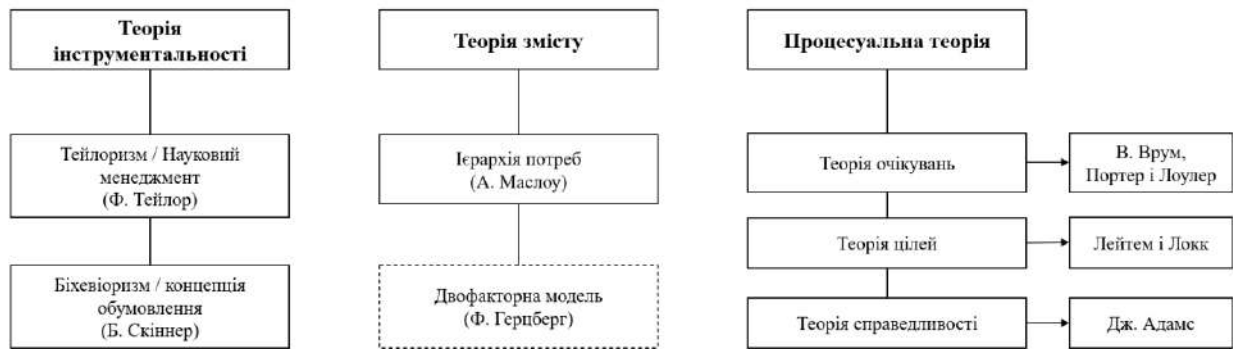 Теорія
інструментальності
Тейлоризм / Науковий
менеджмент
(Ф. Тейлор)
Біхевіоризм / концепція
обумовлення
(Б. Скіннер)
Теорія змісту
Ієрархія потреб
(А. Маслоу)
Двофакторна модель
(Ф. Герцберг)
Процесуальна теорія
Теорія очікувань
В. Врум,
Портер і Лоулер
Теорія цілей
Лейтем і Локк
Теорія справедливості
Дж. Адамс